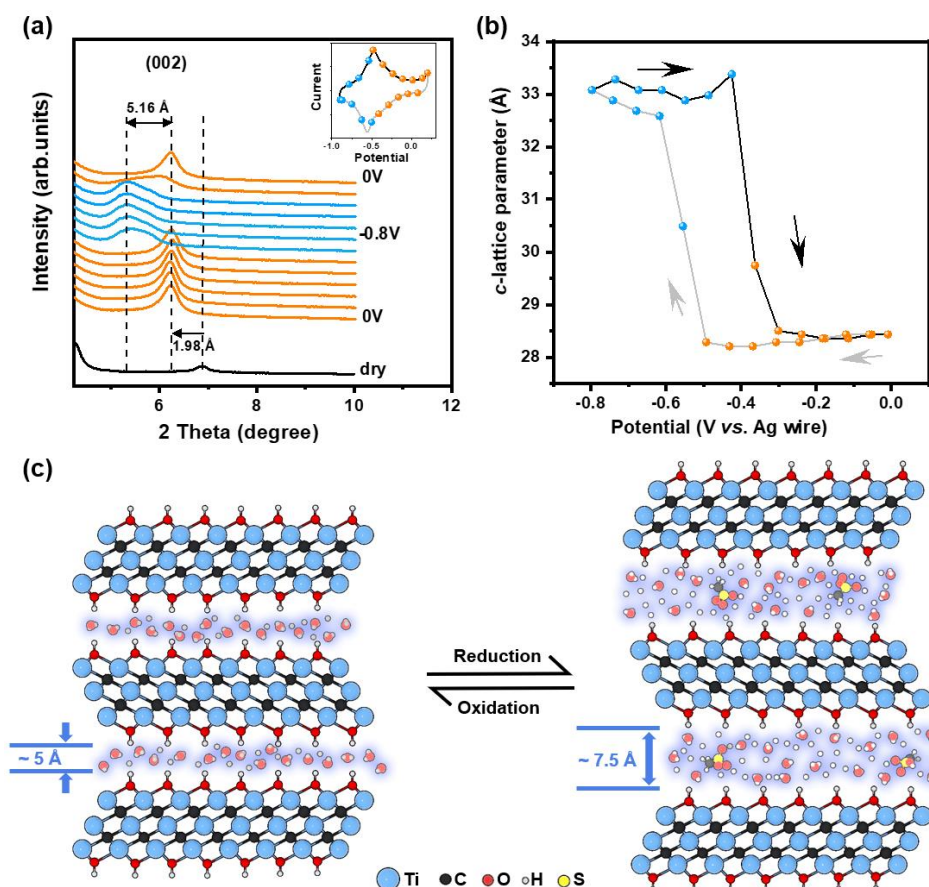 (a)
(002)
5.16 Å
0V
-0.8V
0V
1.98 Å
dry
Intensity (arb.units)
6 8 10 12
2 Theta (degree)
Current
-1.0 -0.5 0.0
Potential
(b)
34
33
32
31
30
29
28
c-lattice parameter (Å)
-0.8 -0.6 -0.4 -0.2 0.0
Potential (V vs. Ag wire)
(c)
Reduction
Oxidation
~ 5 Å
~ 7.5 Å
Ti C O H S